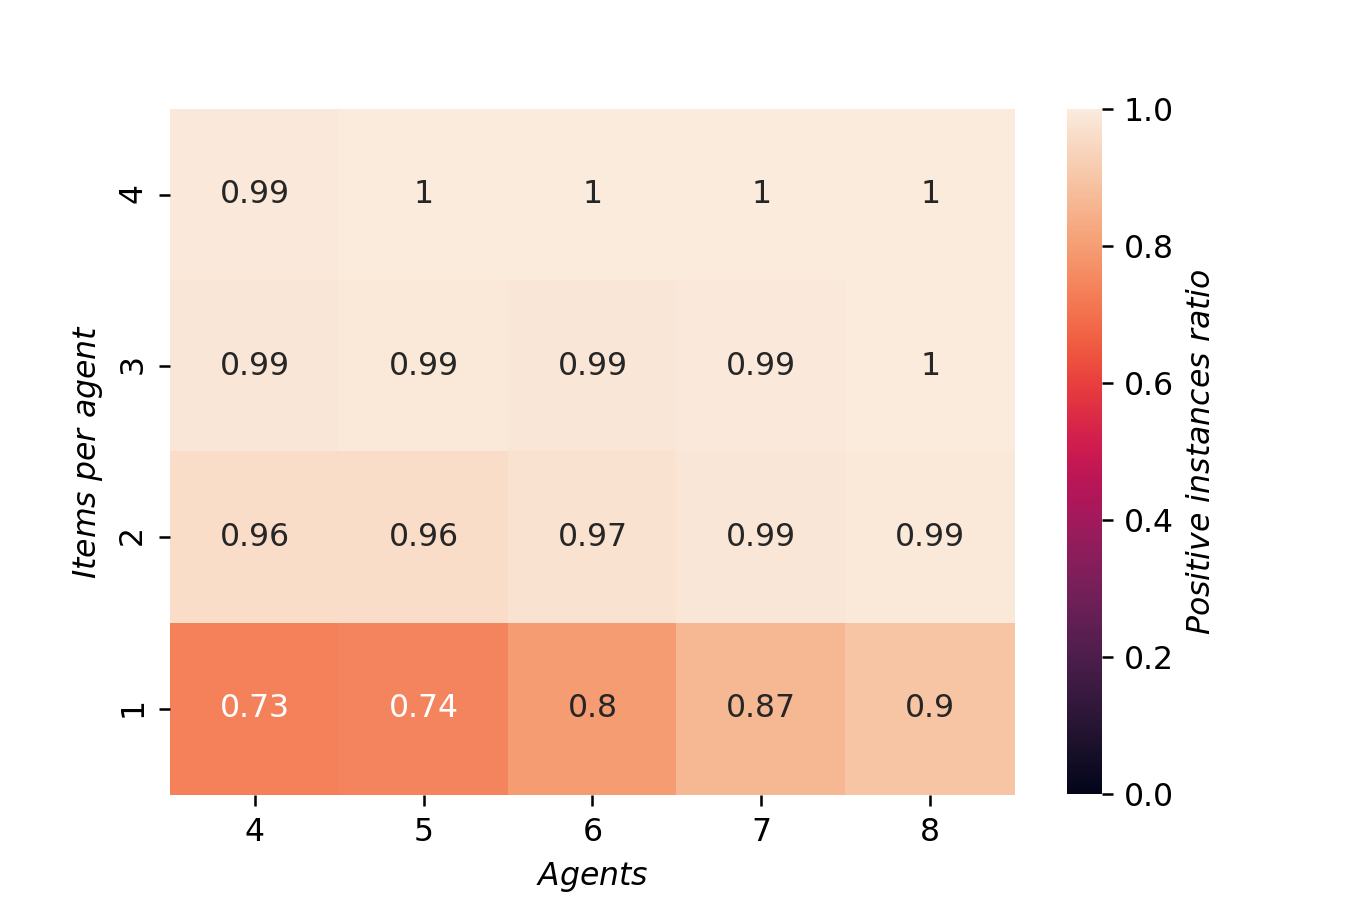 4 0.99 1 1 1 1
3 0.99 0.99 0.99 0.99 1
2 0.96 0.96 0.97 0.99 0.99
1 0.73 0.74 0.8 0.87 0.9
4 5 6 7 8
Agents
Items per agent
1.0
0.8
0.6
0.4
0.2
0.0
Positive instances ratio